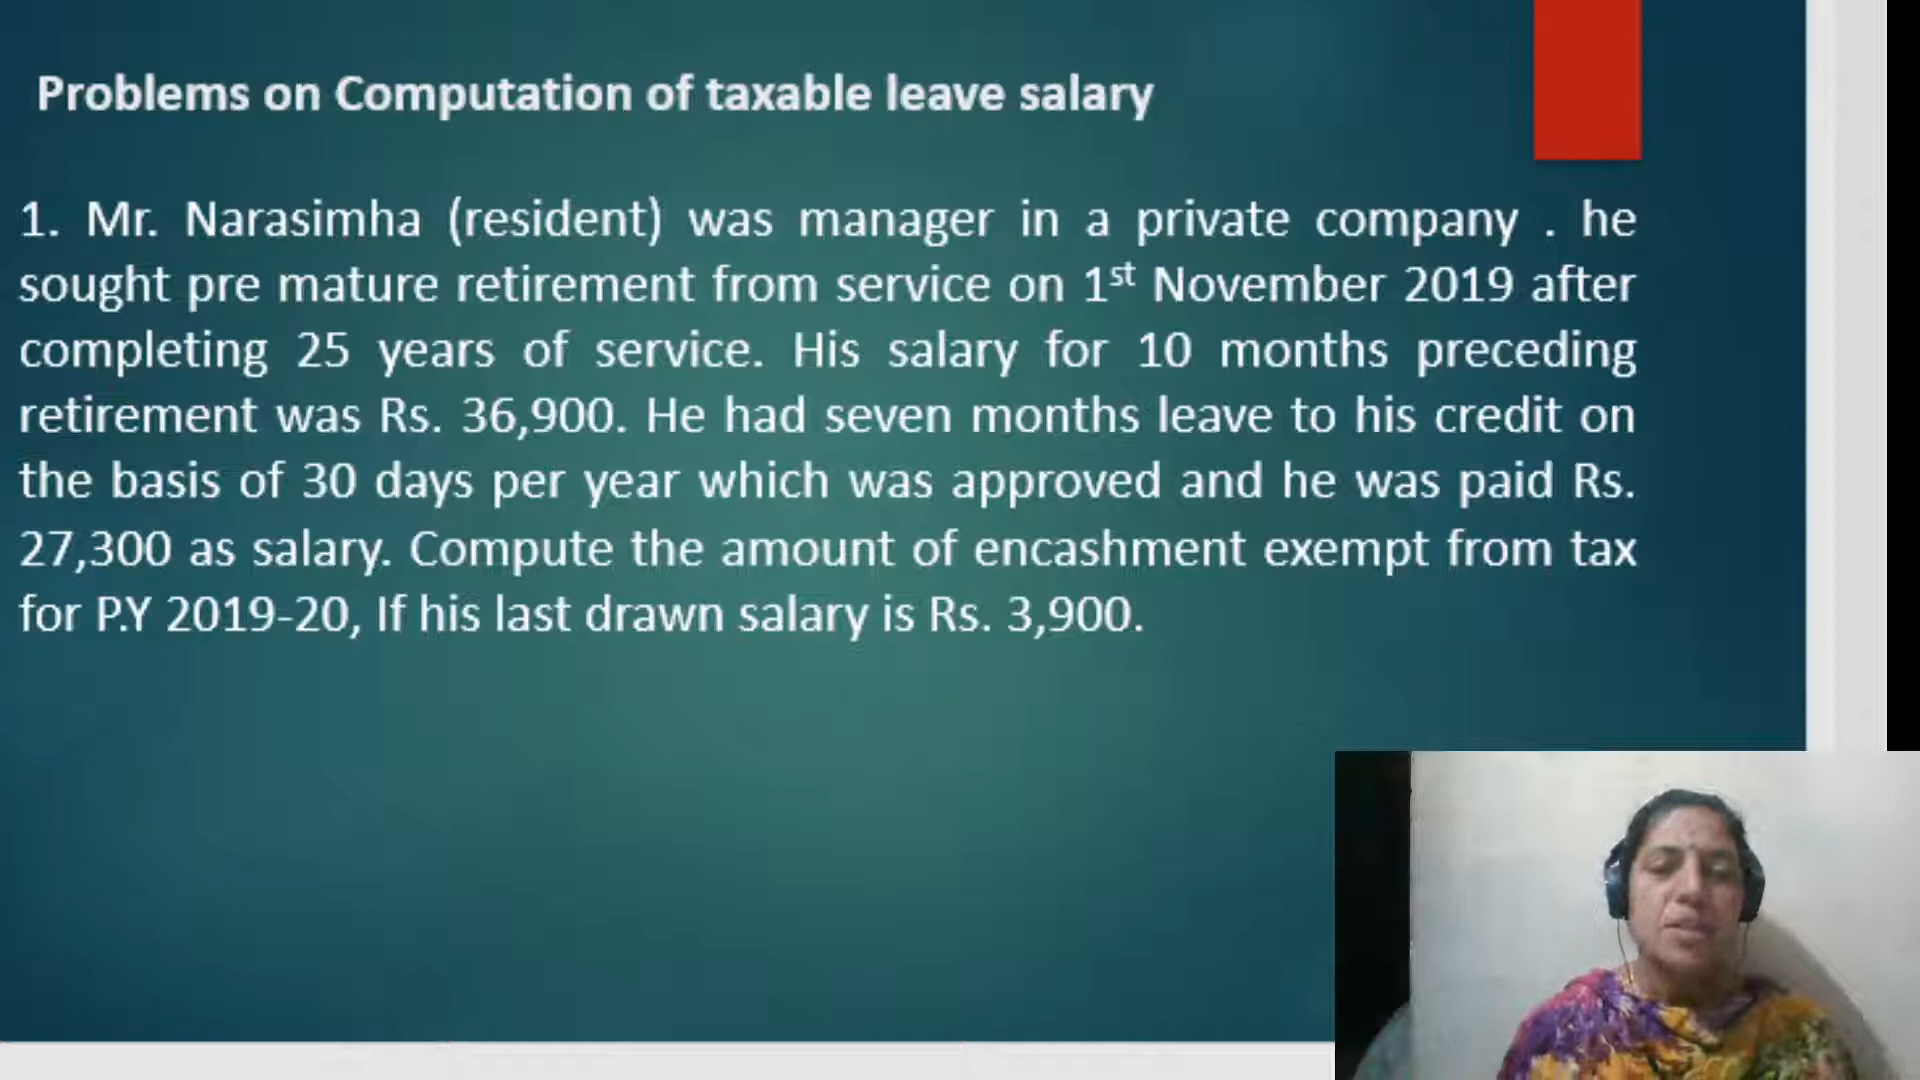 Problems on Computation of taxable leave salary
1. Mr. Narasimha (resident) was manager in a private company . he
sought pre mature retirement from service on 1st November 2019 after
completing 25 years of service. His salary for 10 months preceding
retirement was Rs. 36,900. He had seven months leave to his credit on
the basis of 30 days per year which was approved and he was paid Rs.
27,300 as salary. Compute the amount of encashment exempt from tax
for P.Y 2019-20, If his last drawn salary is Rs. 3,900.